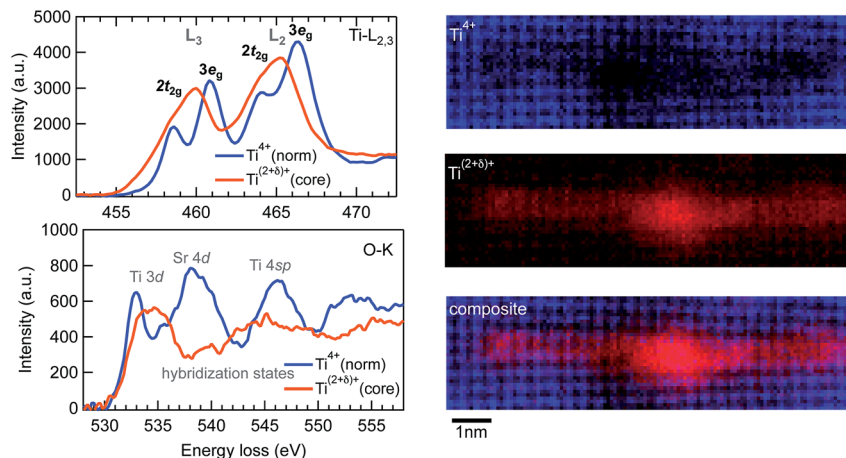 5000
4000
3000
2000
1000
0
Intensity (a.u.)
L3
L2
Ti-L2,3
2t2g
3eg
2t2g
3eg
Ti4+(norm)
Ti(2+δ)+(core)
455
460
465
470
1000
800
600
400
200
0
Intensity (a.u.)
O-K
Ti 3d
Sr 4d
Ti 4sp
hybridization states
Ti4+(norm)
Ti(2+δ)+(core)
530
535
540
545
550
555
Energy loss (eV)
Ti4+
Ti(2+δ)+
composite
1nm